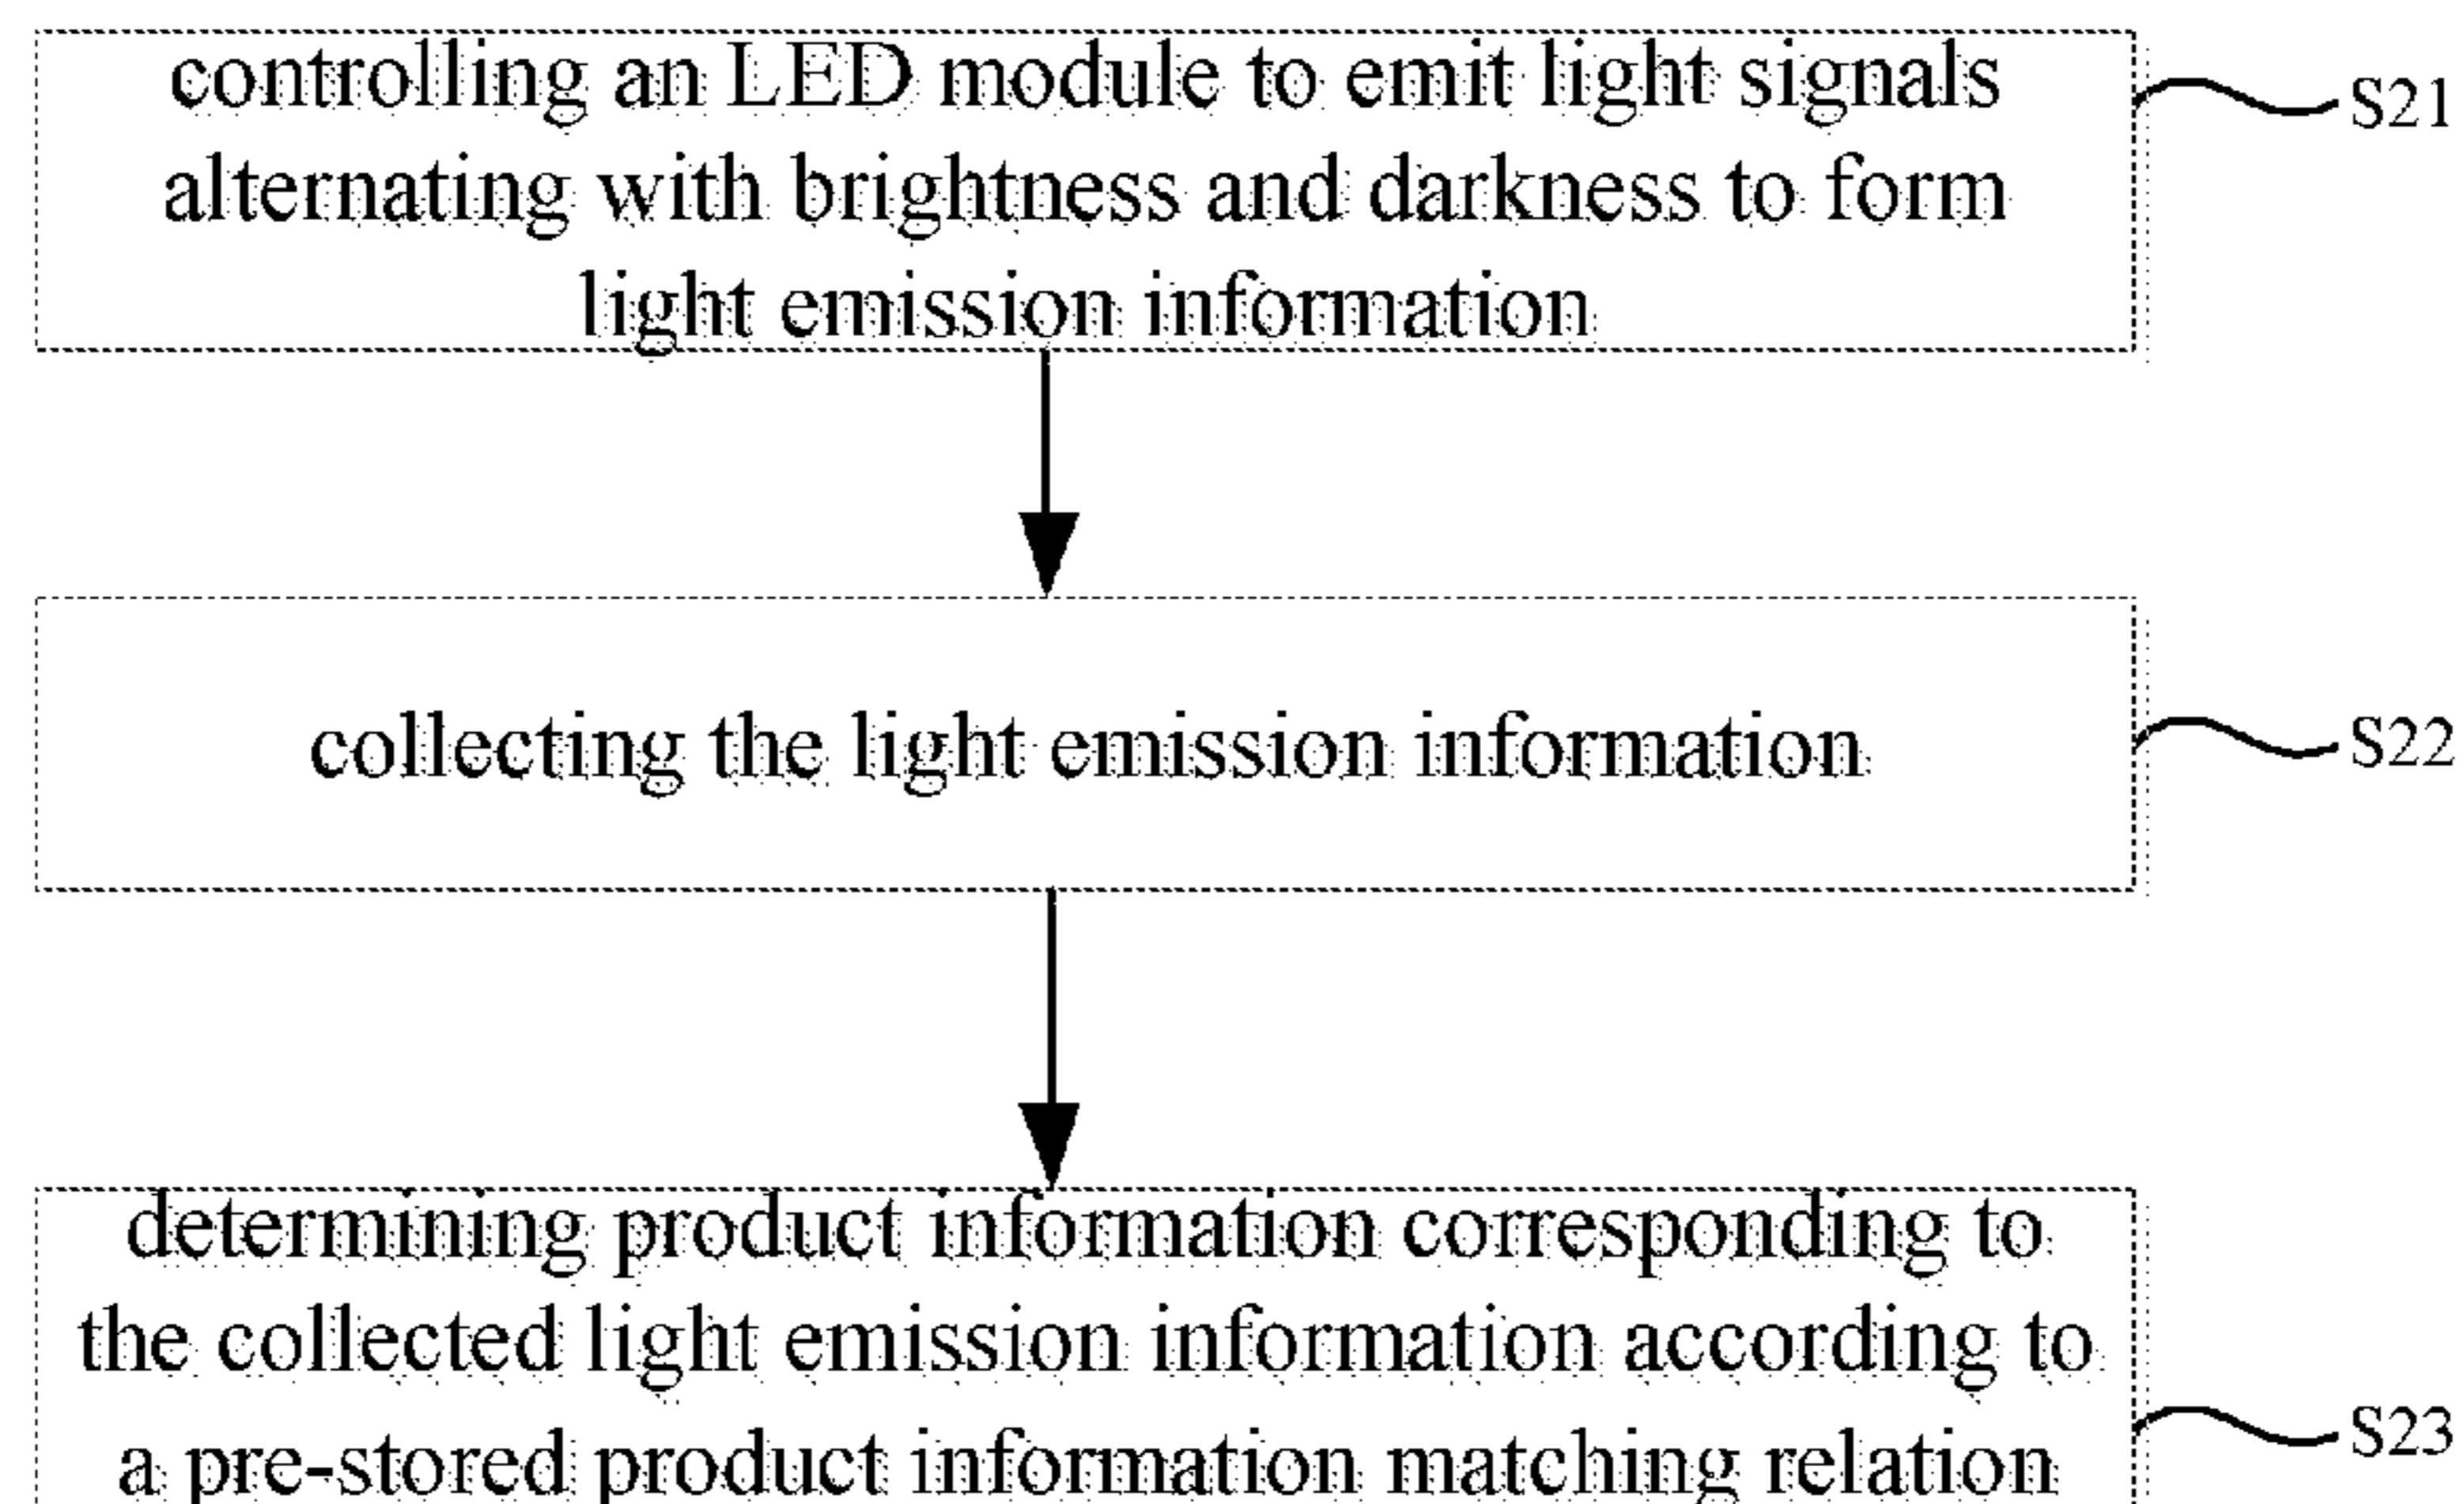 controlling an LED module to emit light signals
S21
alternating with brightness and darkness to form
light emission information
collecting the light emission information
S22
determining product information corresponding to
the collected light emission information according to
a pre-stored product information matching relation
S23